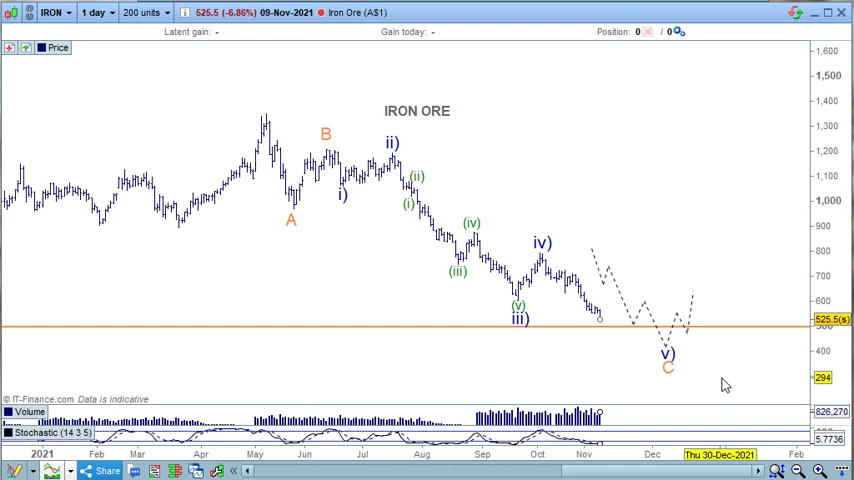 IRON 1 day 200 units 525.5 (-6.86%) 09-Nov-2021 Iron Ore (A$1)
Latent gain: - Gain today: - Position: 0 / 0
Price
1,600
1,500
IRON ORE
1,400
1,300
B
ii)
1,200
(ii)
1,100
i)
(i)
1,000
A
(iv)
900
iv)
800
(iii)
700
(v)
600
iii)
525.5(s)
500
v)
400
C
294
© IT-Finance.com Data is indicative
Volume
826,270
Stochastic (14 3 5)
5.7736
2021 Feb Mar Apr May Jun Jul Aug Sep Oct Nov Dec Thu 30-Dec-2021 Feb
Share